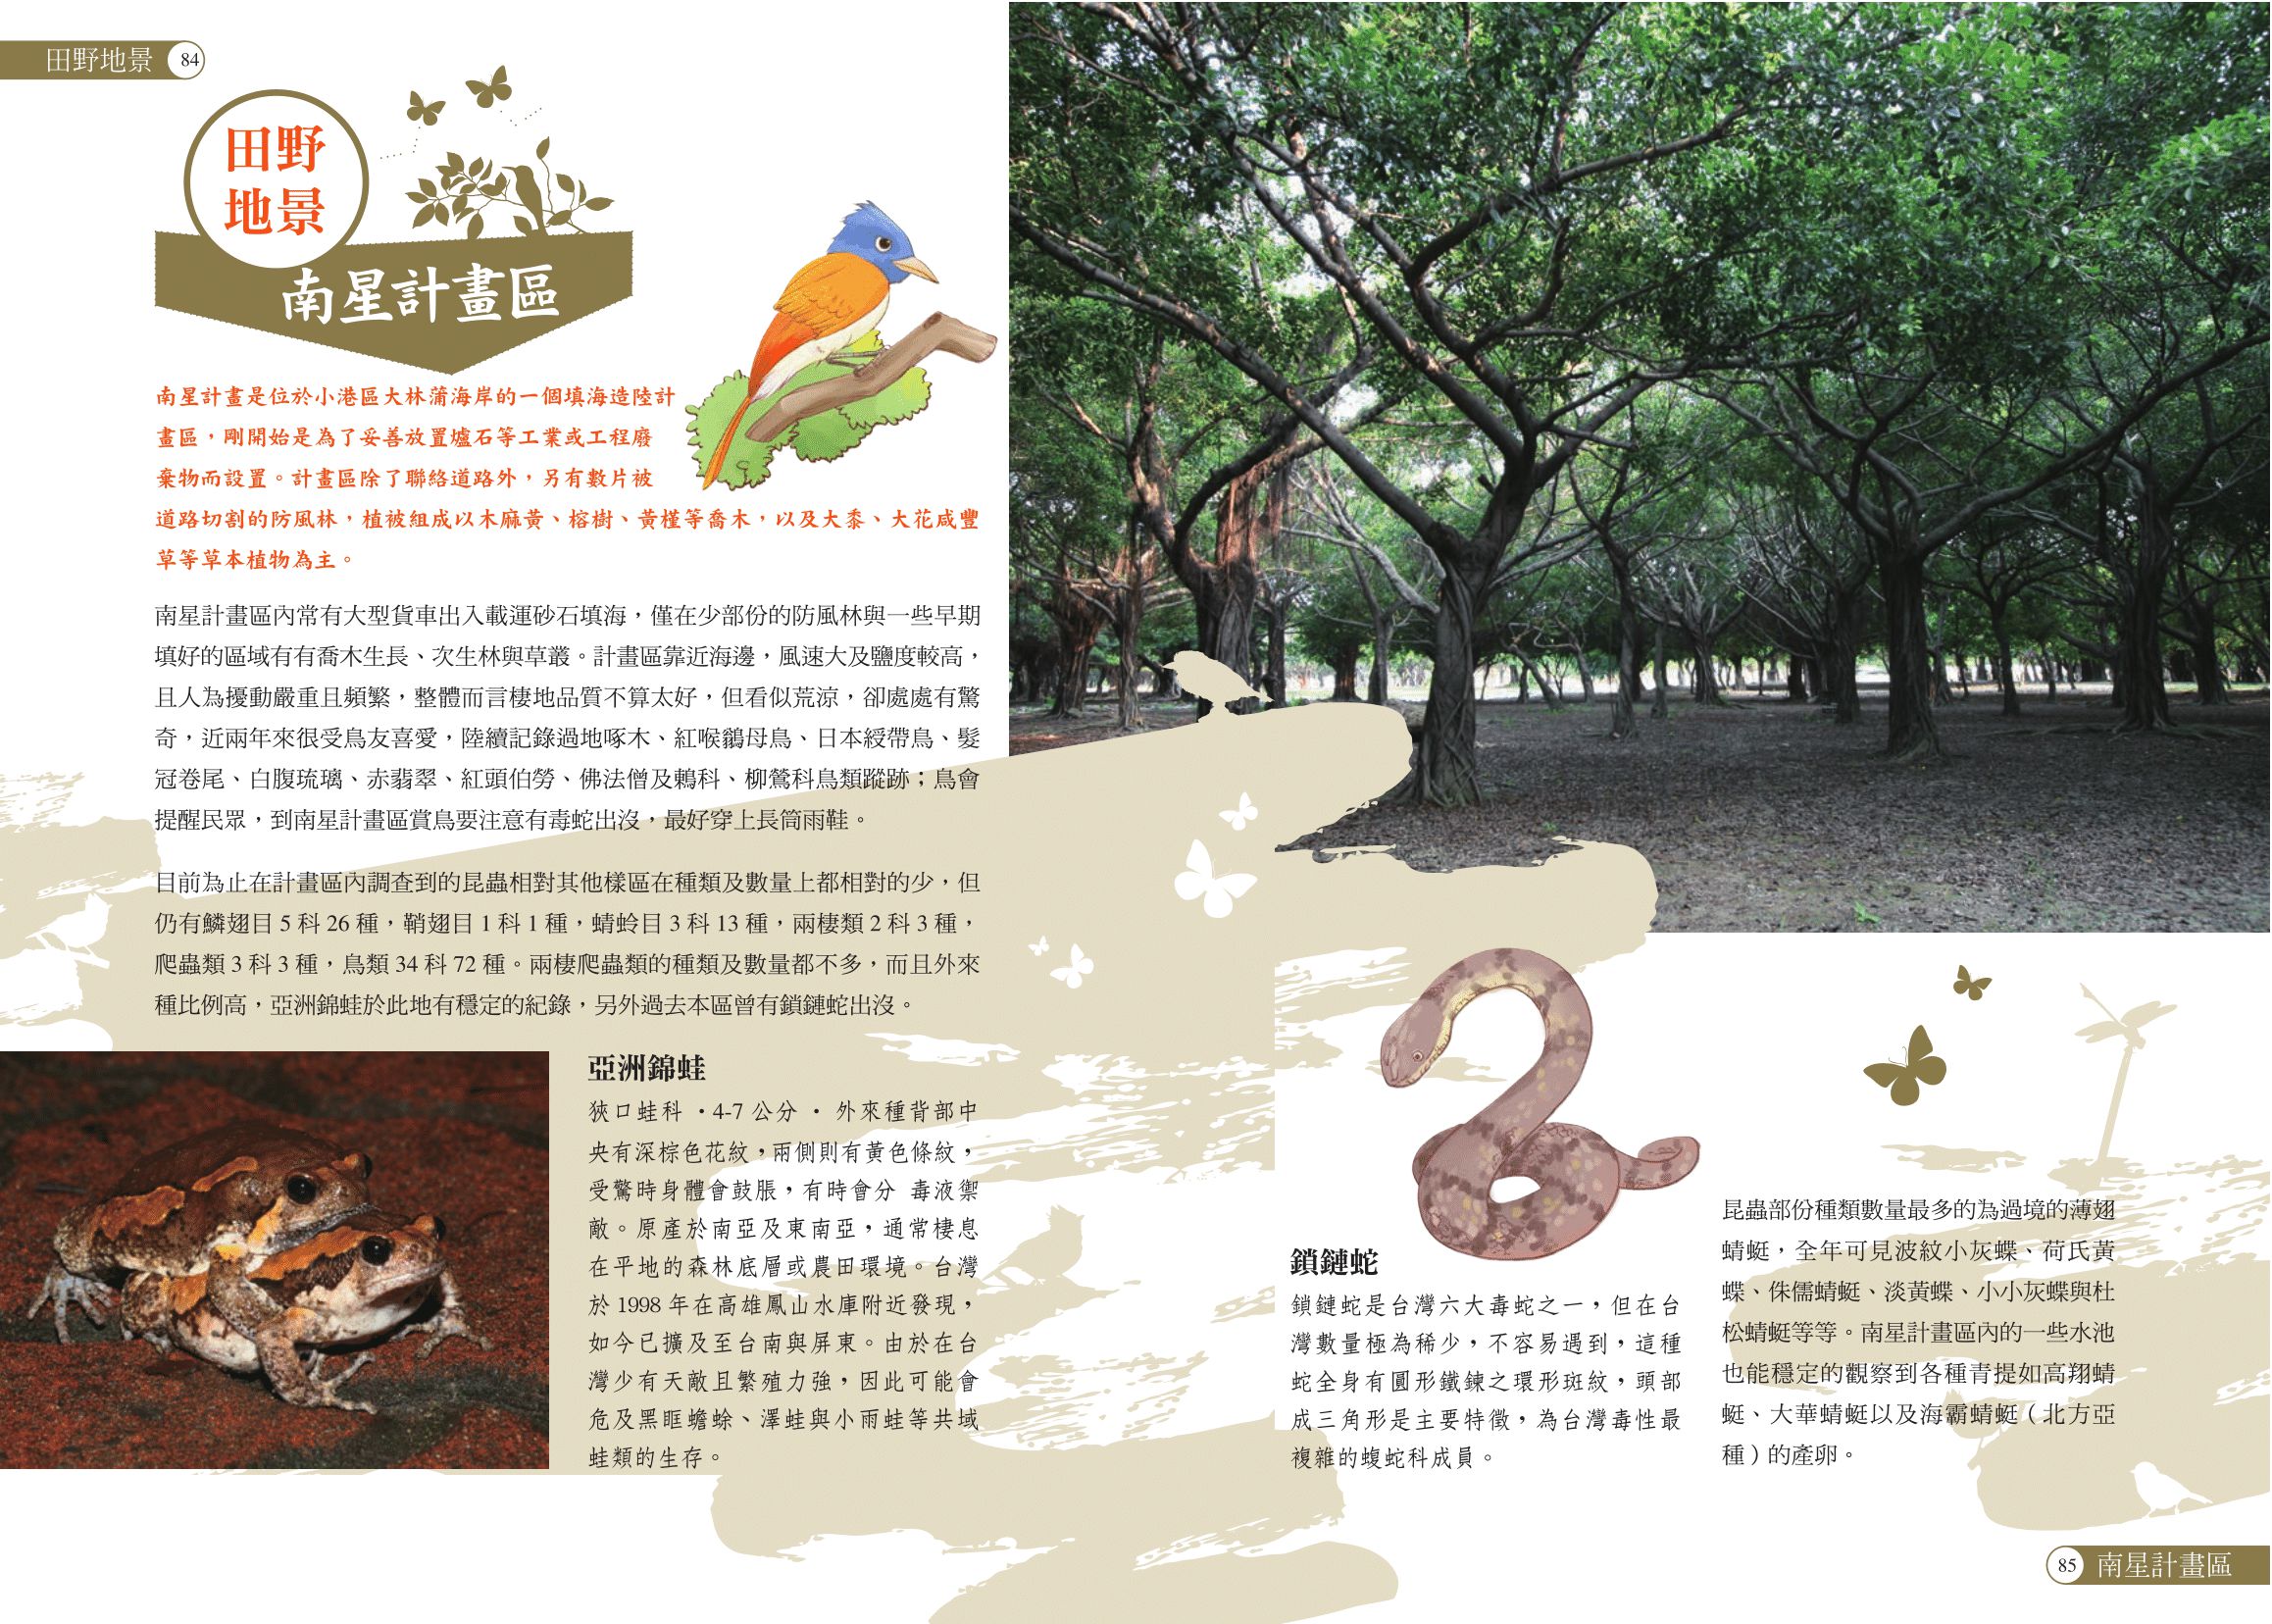 田野地景 84
田野
地景
南星計畫區
南星計畫是位於小港區大林蒲海岸的一個填海造陸計
畫區，剛開始是為了妥善放置爐石等工業或工程廢
棄物而設置。計畫區除了聯絡道路外，另有數片被
道路切割的防風林，植被組成以木麻黃、榕樹、黃槿等喬木，以及大黍、大花咸豐
草等草本植物為主。
南星計畫區內常有大型貨車出入載運砂石填海，僅在少部份的防風林與一些早期
填好的區域有有喬木生長、次生林與草叢。計畫區靠近海邊，風速大及鹽度較高，
且人為擾動嚴重且頻繁，整體而言棲地品質不算太好，但看似荒涼，卻處處有驚
奇，近兩年來很受鳥友喜愛，陸續記錄過地啄木、紅喉鷸母鳥、日本綬帶鳥、髮
冠卷尾、白腹琉璃、赤翡翠、紅頭伯勞、佛法僧及鶇科、柳鶯科鳥類蹤跡；鳥會
提醒民眾，到南星計畫區賞鳥要注意有毒蛇出沒，最好穿上長筒雨鞋。
目前為止在計畫區內調查到的昆蟲相對其他樣區在種類及數量上都相對的少，但
仍有鱗翅目 5 科 26 種，鞘翅目 1 科 1 種，蜻蛉目 3 科 13 種，兩棲類 2 科 3 種，
爬蟲類 3 科 3 種，鳥類 34 科 72 種。兩棲爬蟲類的種類及數量都不多，而且外來
種比例高，亞洲錦蛙於此地有穩定的紀錄，另外過去本區曾有鎖鏈蛇出沒。
亞洲錦蛙
狹口蛙科 ・4-7 公分 ・ 外來種背部中
央有深棕色花紋，兩側則有黃色條紋，
受驚時身體會鼓脹，有時會分 毒液禦
敵。原產於南亞及東南亞，通常棲息
在平地的森林底層或農田環境。台灣
於 1998 年在高雄鳳山水庫附近發現，
如今已擴及至台南與屏東。由於在台
灣少有天敵且繁殖力強，因此可能會
危及黑眶蟾蜍、澤蛙與小雨蛙等共域
蛙類的生存。
鎖鏈蛇
鎖鏈蛇是台灣六大毒蛇之一，但在台
灣數量極為稀少，不容易遇到，這種
蛇全身有圓形鐵鍊之環形斑紋，頭部
成三角形是主要特徵，為台灣毒性最
複雜的蝮蛇科成員。
昆蟲部份種類數量最多的為過境的薄翅
蜻蜓，全年可見波紋小灰蝶、荷氏黃
蝶、侏儒蜻蜓、淡黃蝶、小小灰蝶與杜
松蜻蜓等等。南星計畫區內的一些水池
也能穩定的觀察到各種青提如高翔蜻
蜓、大華蜻蜓以及海霸蜻蜓（北方亞
種）的產卵。
85 南星計畫區